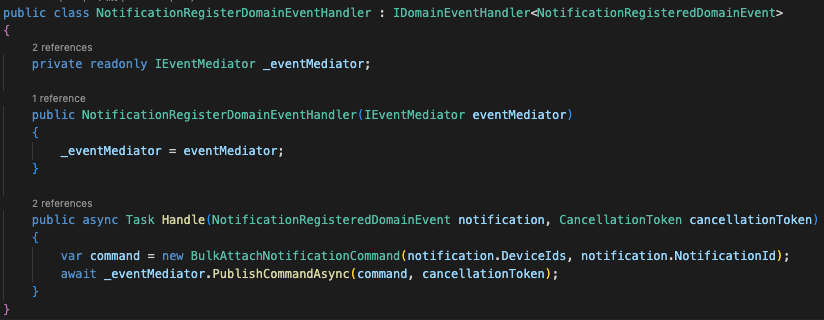 public class NotificationRegisterDomainEventHandler : IDomainEventHandler<NotificationRegisteredDomainEvent>
{
2 references
private readonly IEventMediator _eventMediator;
1 reference
public NotificationRegisterDomainEventHandler(IEventMediator eventMediator)
{
_eventMediator = eventMediator;
}
2 references
public async Task Handle(NotificationRegisteredDomainEvent notification, CancellationToken cancellationToken)
{
var command = new BulkAttachNotificationCommand(notification.DeviceIds, notification.NotificationId);
await _eventMediator.PublishCommandAsync(command, cancellationToken);
}
}